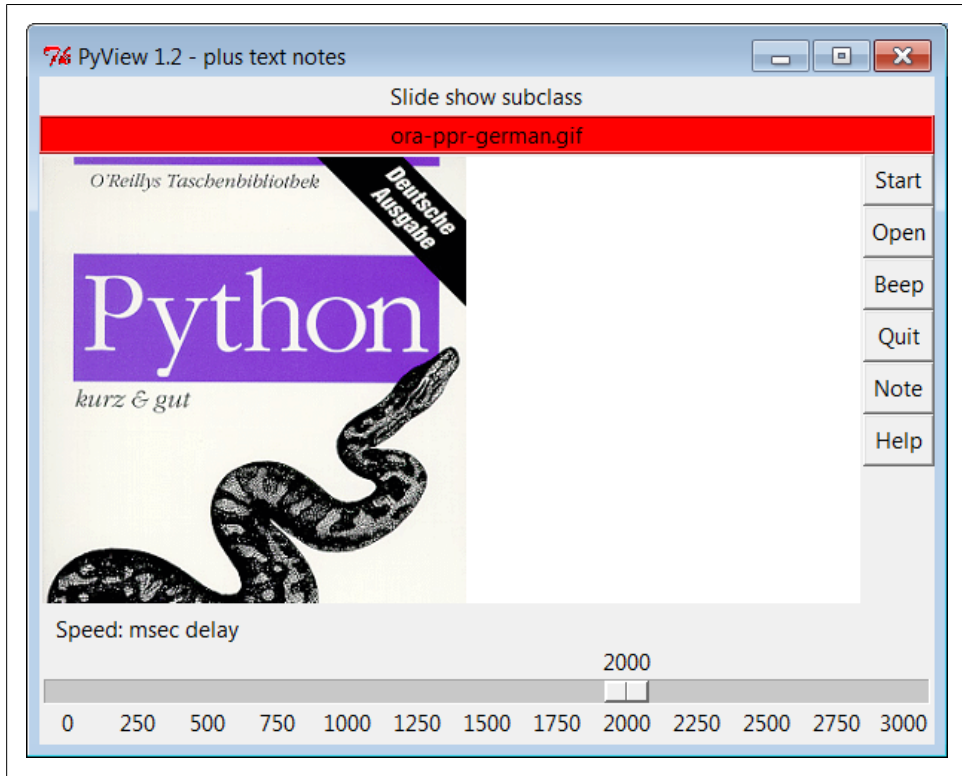 PyView 1.2 - plus text notes
Slide show subclass
ora-ppr-german.gif
O'Reillys Taschenbibliothek
Deutsche
Ausgabe
Python
kurz & gut
Start
Open
Beep
Quit
Note
Help
Speed: msec delay
2000
0 250 500 750 1000 1250 1500 1750 2000 2250 2500 2750 3000